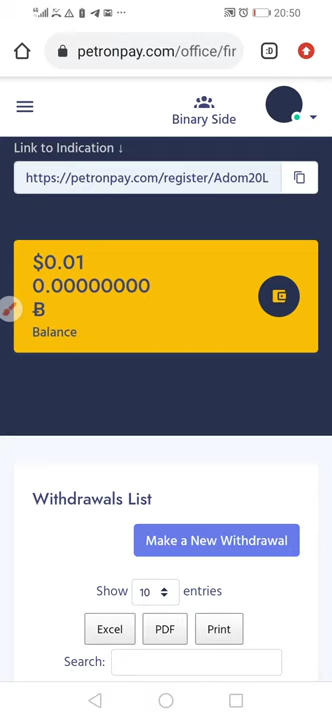 20:50
petronpay.com/office/fir
:D
Binary Side
Link to Indication ↓
https://petronpay.com/register/Adom20L
$0.01
0.00000000
Ƀ
Balance
Withdrawals List
Make a New Withdrawal
Show 10 entries
Excel PDF Print
Search: